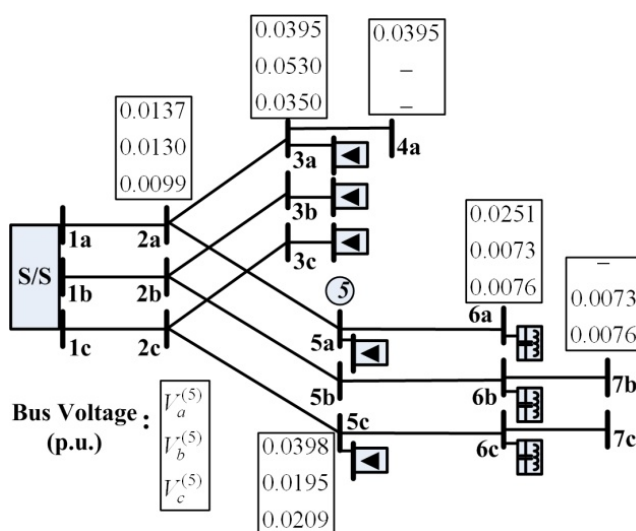 0.0395
0.0530
0.0350
0.0395
–
–
0.0137
0.0130
0.0099
3a
4a
3b
3c
1a
2a
S/S
1b
2b
1c
2c
0.0251
0.0073
0.0076
–
0.0073
0.0076
5
5a
6a
5b
6b
7b
5c
6c
7c
Bus Voltage :
(p.u.)
V_a^(5)
V_b^(5)
V_c^(5)
0.0398
0.0195
0.0209